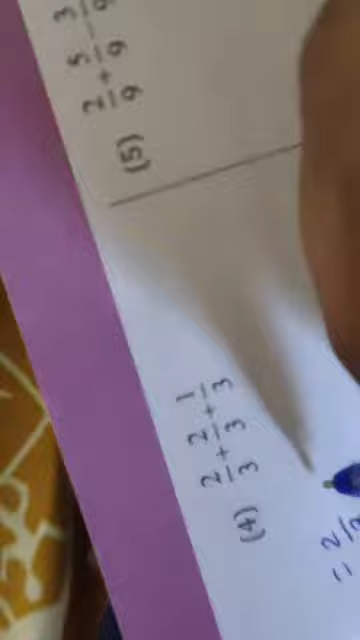 (4) 2/3 + 2/3 + 1/3
= 2/3
(5) 2/9 + 5/9 - 3/9